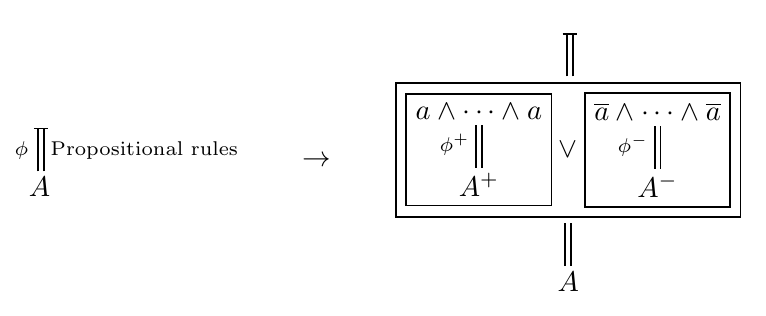 ϕ Propositional rules
A
→
a ∧ ⋯ ∧ a
ϕ⁺
A⁺
∨
a̅ ∧ ⋯ ∧ a̅
ϕ⁻
A⁻
A